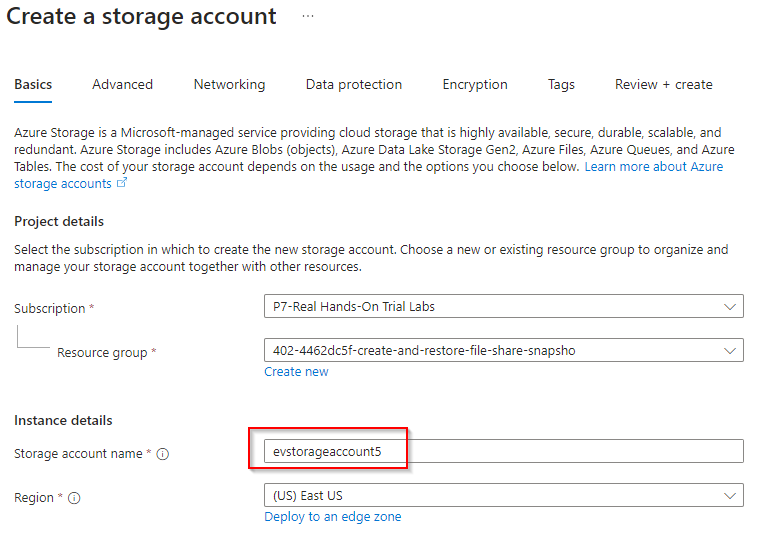 Create a storage account ...
Basics Advanced Networking Data protection Encryption Tags Review + create
Azure Storage is a Microsoft-managed service providing cloud storage that is highly available, secure, durable, scalable, and
redundant. Azure Storage includes Azure Blobs (objects), Azure Data Lake Storage Gen2, Azure Files, Azure Queues, and Azure
Tables. The cost of your storage account depends on the usage and the options you choose below. Learn more about Azure
storage accounts
Project details
Select the subscription in which to create the new storage account. Choose a new or existing resource group to organize and
manage your storage account together with other resources.
Subscription * P7-Real Hands-On Trial Labs
Resource group * 402-4462dc5f-create-and-restore-file-share-snapsho
Create new
Instance details
Storage account name * evstorageaccount5
Region * (US) East US
Deploy to an edge zone